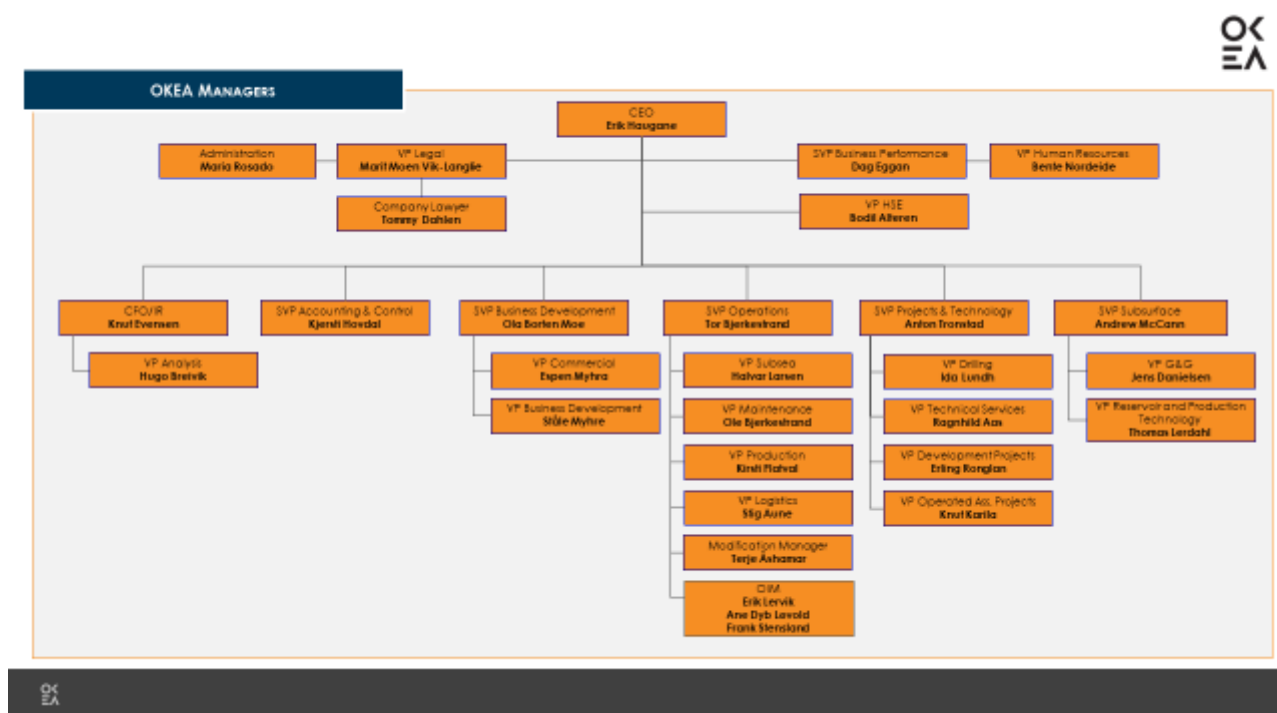 OK
EA
OKEA MANAGERS
CEO
Erik Haugane
Administration
Maria Rosado
VP Legal
Marit Moen Vik-Langlie
SVP Business Performance
Dag Eggan
VP Human Resources
Bente Nordeide
Company Lawyer
Tommy Dahlen
VP HSE
Bodil Alteren
CFO/IR
Knut Evensen
SVP Accounting & Control
Kjersti Hovdal
SVP Business Development
Ola Borten Moe
SVP Operations
Tor Bjerkestrand
SVP Projects & Technology
Anton Tronstad
SVP Subsurface
Andrew McCann
VP Analysis
Hugo Breivik
VP Commercial
Espen Myhra
VP Business Development
Ståle Myhre
VP Subsea
Halvar Larsen
VP Maintenance
Ole Bjerkestrand
VP Production
Kirsti
VP Logistics
Stig Aune
Modification Manager
Terje Åshamar
OIM
Erik Lervik
Ane Dyb Løvold
Frank Stensland
VP Drilling
Ida Lundh
VP Technical Services
Ragnhild Aas
VP Development Projects
Erling Ronglan
VP Operated Ass. Projects
Knut Karlla
VP G&G
Jens Danielsen
VP Reservoir and Production
Technology
Thomas Lerdahl
OK
EA